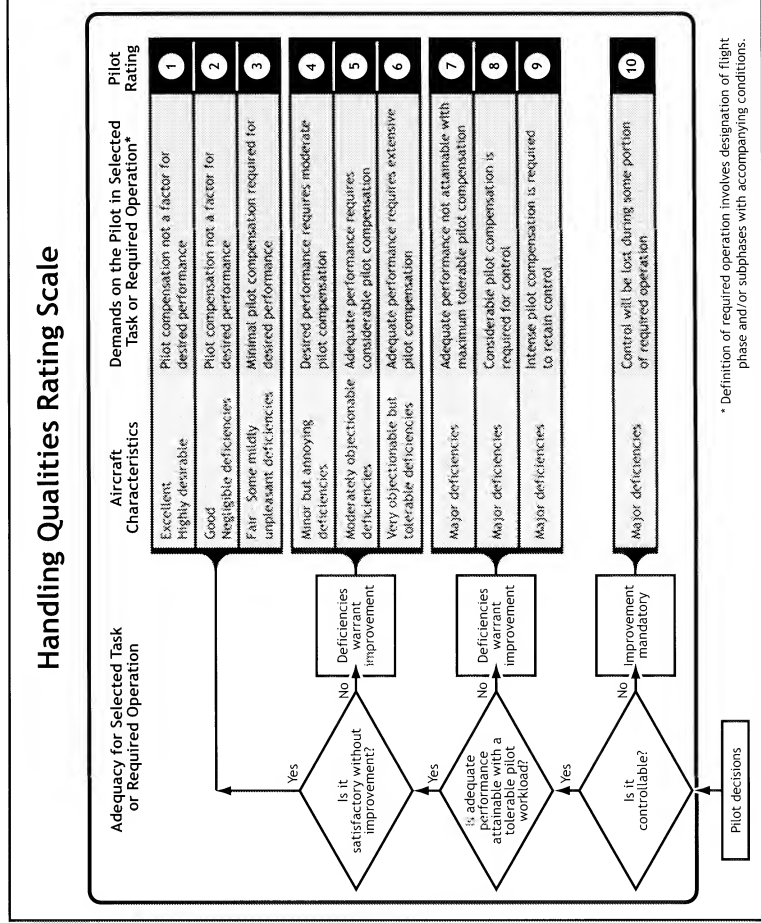 Handling Qualities Rating Scale
Adequacy for Selected Task
or Required Operation
Aircraft
Characteristics
Demands on the Pilot in Selected
Task or Required Operation*
Pilot
Rating
Excellent
Highly desirable
Pilot compensation not a factor for
desired performance
1
Good
Negligible deficiencies
Pilot compensation not a factor for
desired performance
2
Fair Some mildly
unpleasant deficiencies
Minimal pilot compensation required for
desired performance
3
Yes
Is it
satisfactory without
improvement?
No
Deficiencies
warrant
improvement
Minor but annoying
deficiencies
Desired performance requires moderate
pilot compensation
4
Moderately objectionable
deficiencies
Adequate performance requires
considerable pilot compensation
5
Very objectionable but
tolerable deficiencies
Adequate performance requires extensive
pilot compensation
6
Yes
Is adequate
performance
attainable with a
tolerable pilot
workload?
No
Deficiencies
warrant
improvement
Major deficiencies
Adequate performance not attainable with
maximum tolerable pilot compensation
7
Major deficiencies
Considerable pilot compensation is
required for control
8
Major deficiencies
Intense pilot compensation is required
to retain control
9
Yes
Is it
controllable?
No
Improvement
mandatory
Major deficiencies
Control will be lost during some portion
of required operation
10
Pilot decisions
* Definition of required operation involves designation of flight
phase and/or subphases with accompanying conditions.